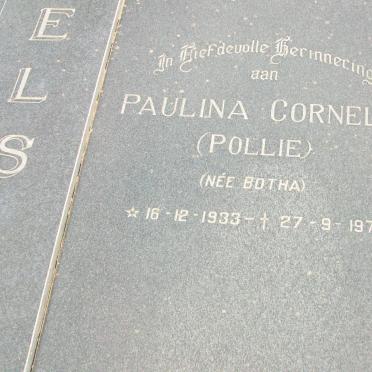 E
L
S
In Liefdevolle Herinnering
aan
PAULINA CORNEL
(POLLIE)
(NÉE BOTHA)
☆ 16-12-1933-† 27-9-197